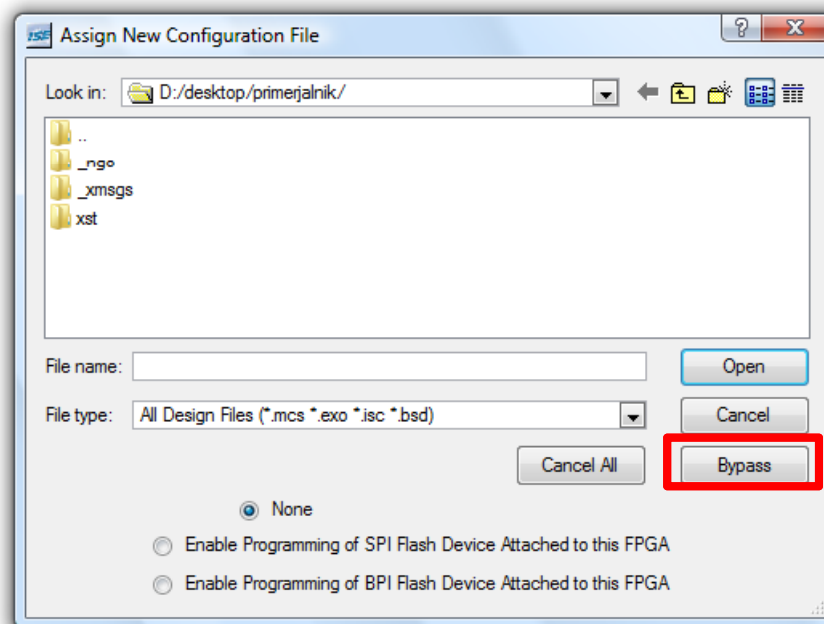 ISE Assign New Configuration File
Look in: D:/desktop/primerjalnik/
..
_ngo
_xmsgs
xst
File name: Open
File type: All Design Files (*.mcs *.exo *.isc *.bsd) Cancel
Cancel All Bypass
None
Enable Programming of SPI Flash Device Attached to this FPGA
Enable Programming of BPI Flash Device Attached to this FPGA